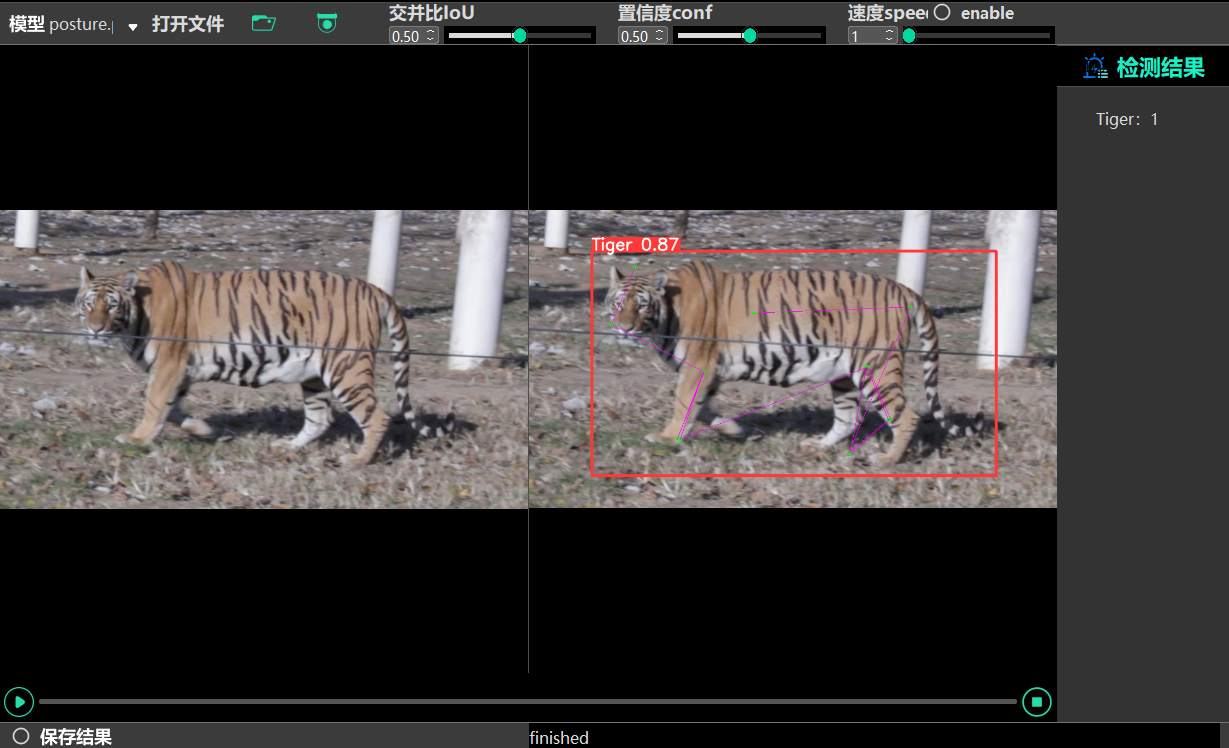 模型 posture.p
打开文件
交并比IoU
0.50
置信度conf
0.50
速度speed
1
enable
检测结果
Tiger：1
Tiger 0.87
保存结果
finished